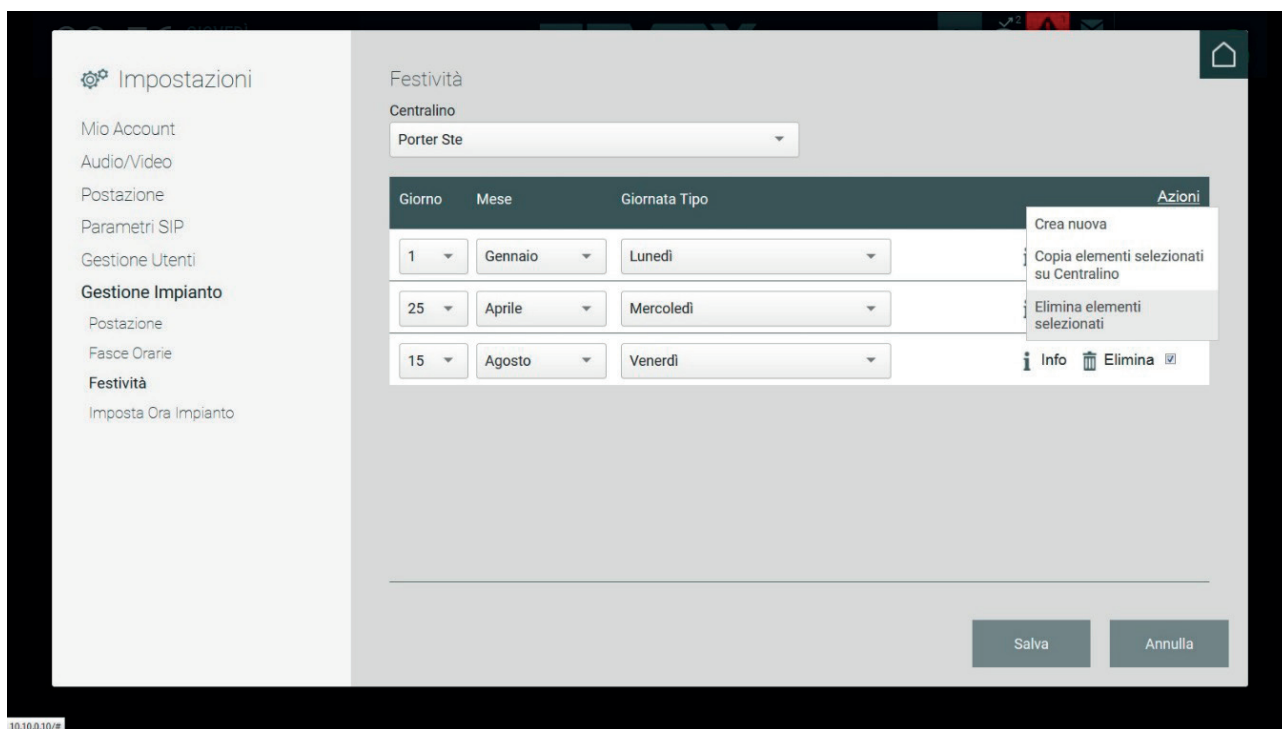 Impostazioni
Mio Account
Audio/Video
Postazione
Parametri SIP
Gestione Utenti
Gestione Impianto
Postazione
Fasce Orarie
Festività
Imposta Ora Impianto
Festività
Centralino
Porter Ste
Giorno Mese Giornata Tipo Azioni
Crea nuova
Copia elementi selezionati
su Centralino
Elimina elementi
selezionati
1 Gennaio Lunedì
25 Aprile Mercoledì
15 Agosto Venerdì Info Elimina
Salva Annulla
10.10.0.10/#